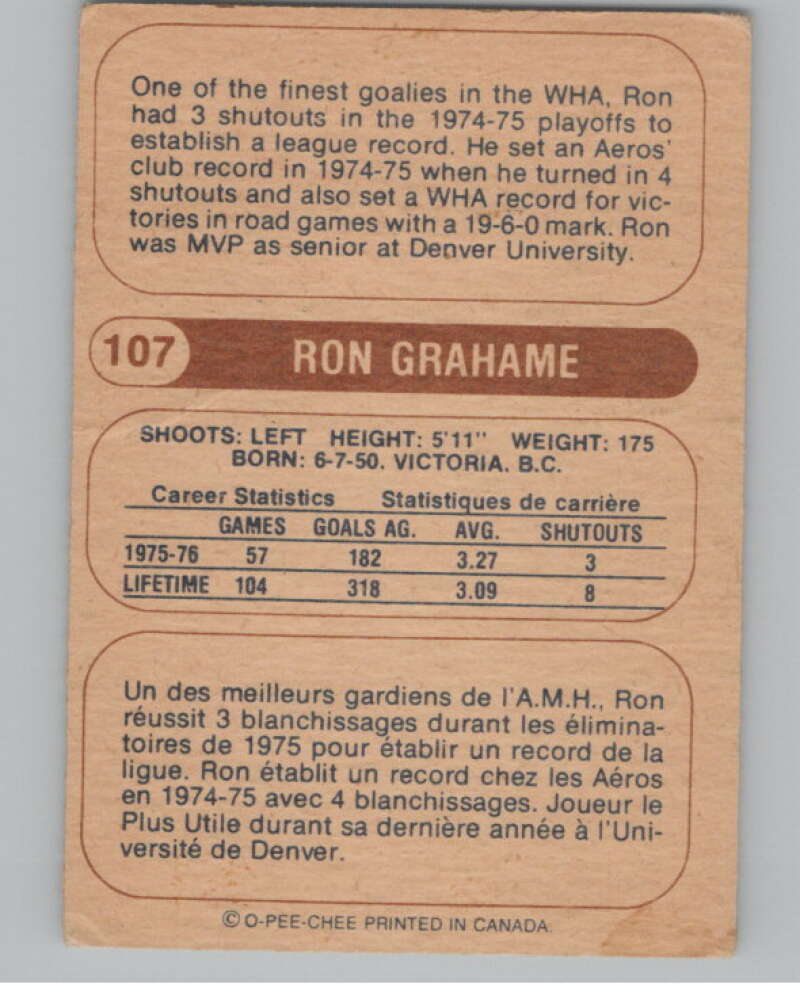 One of the finest goalies in the WHA, Ron
had 3 shutouts in the 1974-75 playoffs to
establish a league record. He set an Aeros'
club record in 1974-75 when he turned in 4
shutouts and also set a WHA record for vic-
tories in road games with a 19-6-0 mark. Ron
was MVP as senior at Denver University.
107 RON GRAHAME
SHOOTS: LEFT HEIGHT: 5'11" WEIGHT: 175
BORN: 6-7-50. VICTORIA. B.C.
Career Statistics Statistiques de carrière
GAMES GOALS AG. AVG. SHUTOUTS
1975-76 57 182 3.27 3
LIFETIME 104 318 3.09 8
Un des meilleurs gardiens de l'A.M.H., Ron
réussit 3 blanchissages durant les élimina-
toires de 1975 pour établir un record de la
ligue. Ron établit un record chez les Aéros
en 1974-75 avec 4 blanchissages. Joueur le
Plus Utile durant sa dernière année à l'Uni-
versité de Denver.
© O-PEE-CHEE PRINTED IN CANADA.